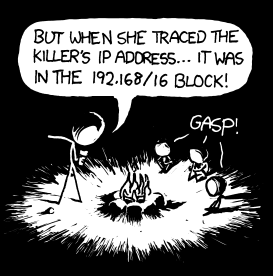 BUT WHEN SHE TRACED THE
KILLER'S IP ADDRESS... IT WAS
IN THE 192.168/16 BLOCK!
GASP!